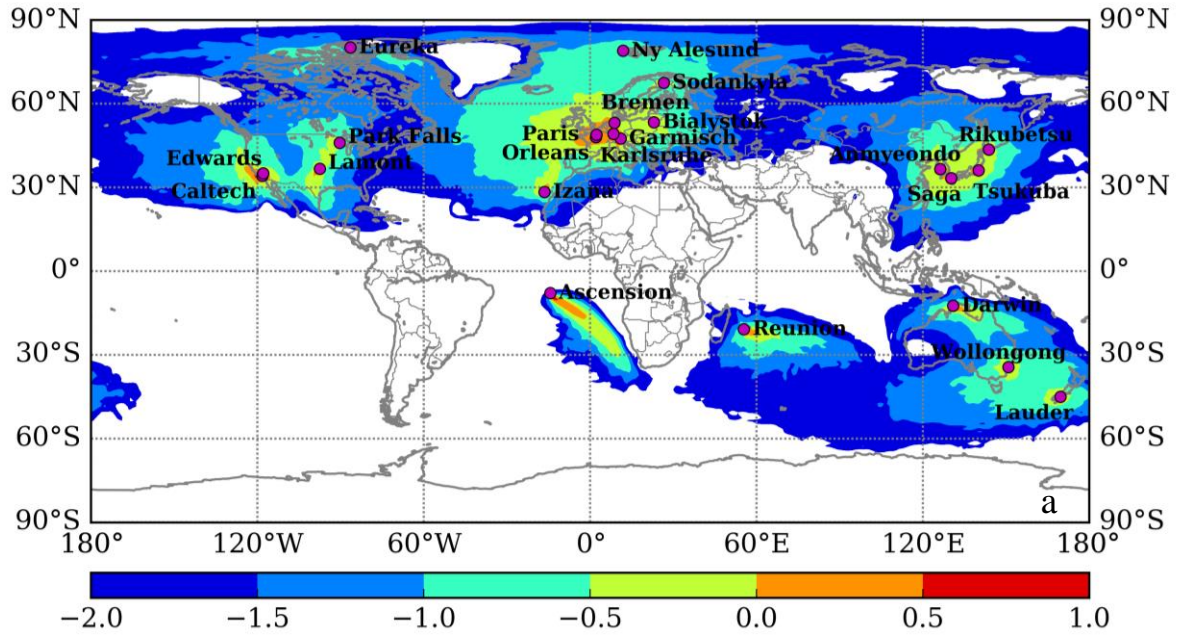 90°N 90°N
Eureka Ny Alesund
Sodankyla
60°N 60°N
Bremen
Bialystok
Park Falls Paris Garmisch Rikubetsu
Edwards Lamont Orleans Karlsruhe Anmyeondo
Caltech
30°N Izana Saga Tsukuba 30°N
0° 0°
Ascension Darwin
Reunion
30°S Wollongong 30°S
Lauder
60°S 60°S
a
90°S 90°S
180° 120°W 60°W 0° 60°E 120°E 180°
−2.0 −1.5 −1.0 −0.5 0.0 0.5 1.0